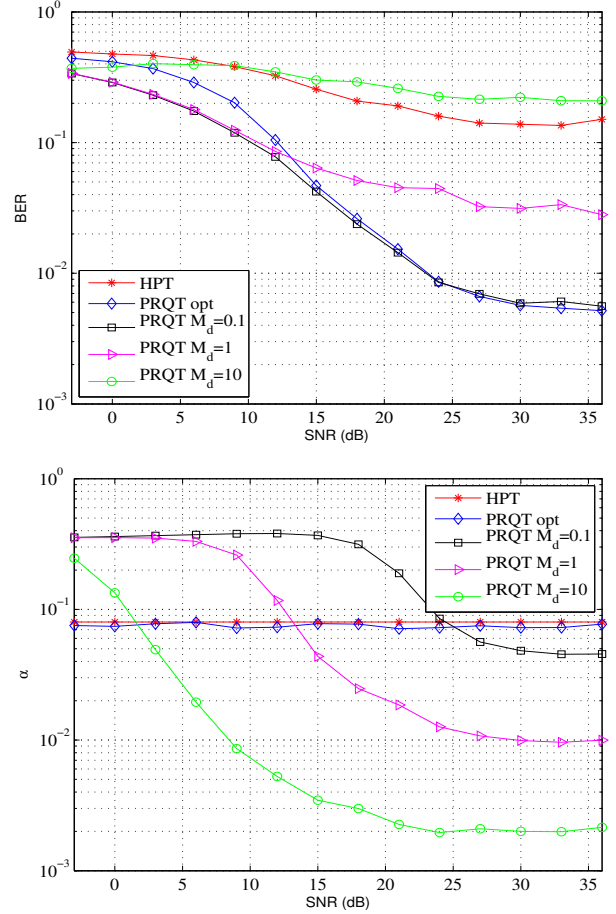 10^0
10^-1
10^-2
10^-3
BER
0 5 10 15 20 25 30 35
SNR (dB)
HPT
PRQT opt
PRQT M_d=0.1
PRQT M_d=1
PRQT M_d=10
10^0
10^-1
10^-2
10^-3
α
0 5 10 15 20 25 30 35
SNR (dB)
HPT
PRQT opt
PRQT M_d=0.1
PRQT M_d=1
PRQT M_d=10